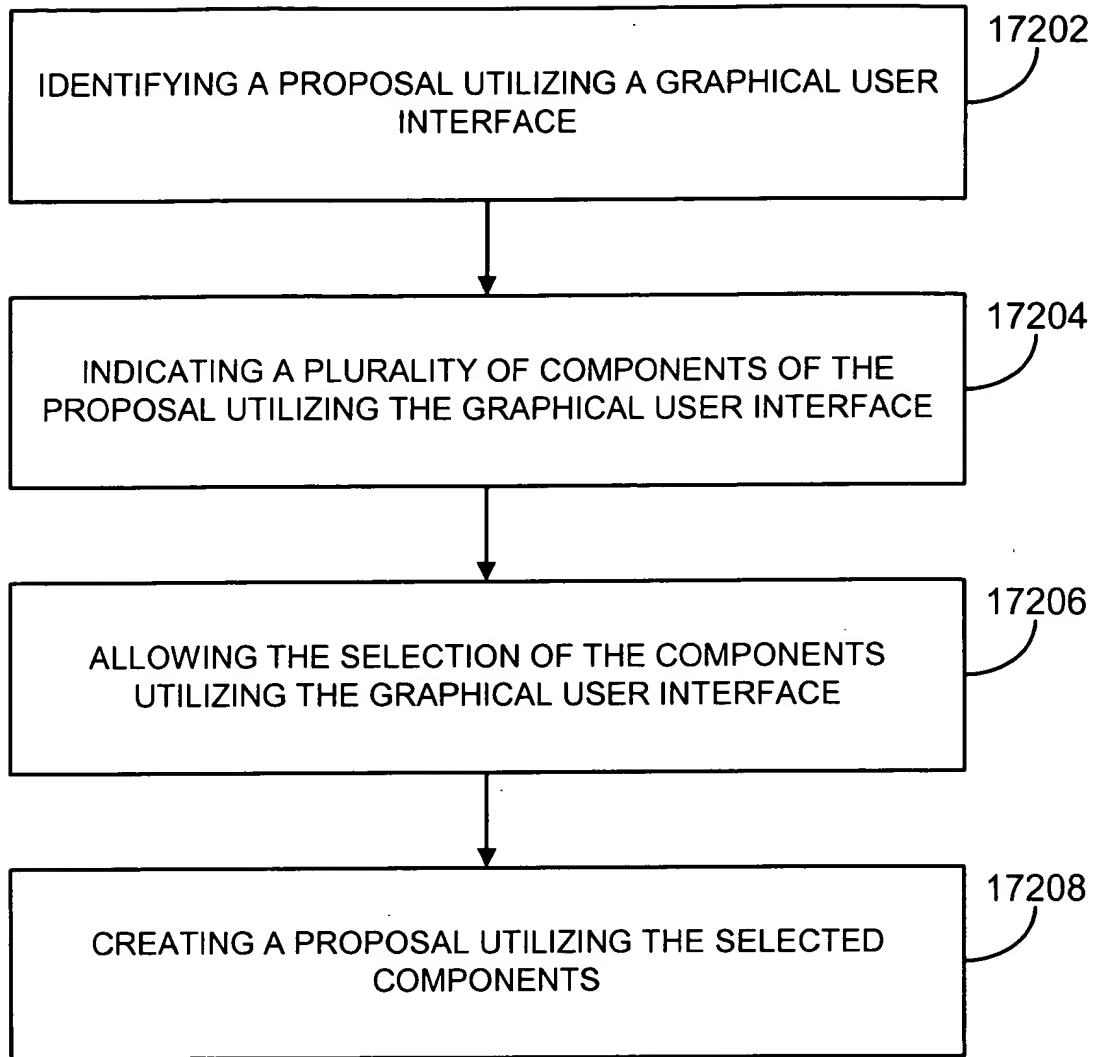 17202
IDENTIFYING A PROPOSAL UTILIZING A GRAPHICAL USER
INTERFACE
17204
INDICATING A PLURALITY OF COMPONENTS OF THE
PROPOSAL UTILIZING THE GRAPHICAL USER INTERFACE
17206
ALLOWING THE SELECTION OF THE COMPONENTS
UTILIZING THE GRAPHICAL USER INTERFACE
17208
CREATING A PROPOSAL UTILIZING THE SELECTED
COMPONENTS